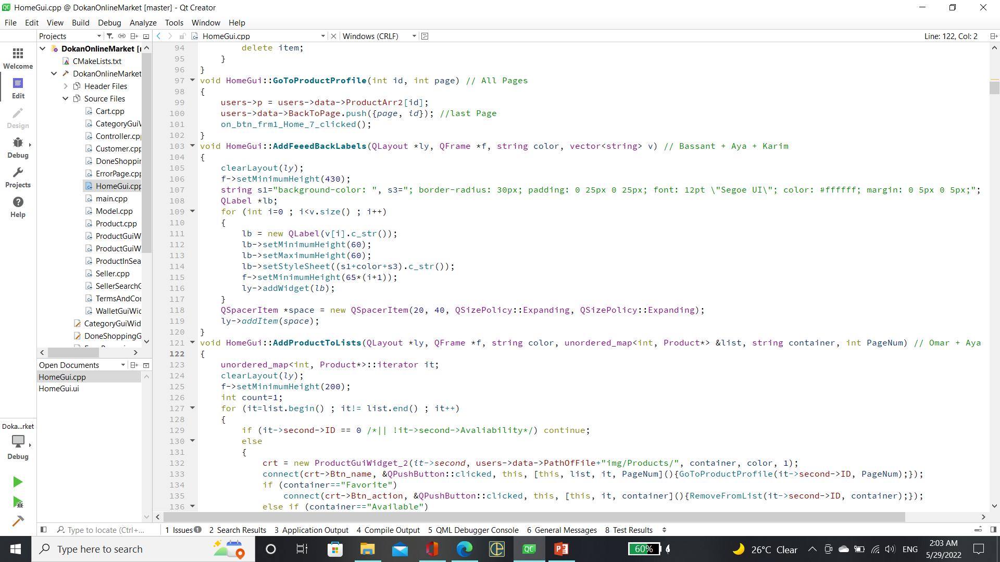 HomeGui.cpp @ DokanOnlineMarket [master] - Qt Creator
File Edit View Build Debug Analyze Tools Window Help
Projects
HomeGui.cpp
Windows (CRLF)
Line: 122, Col: 2
Welcome
Edit
Design
Debug
Projects
Help
DokanOnlineMarket [
CMakeLists.txt
DokanOnlineMarket
Header Files
Source Files
Cart.cpp
CategoryGuiW
Controller.cpp
Customer.cpp
DoneShoppin
ErrorPage.cpp
HomeGui.cpp
main.cpp
Model.cpp
Product.cpp
ProductGuiW
ProductGuiW
ProductInSea
Seller.cpp
SellerSearchG
TermsAndCor
WalletGuiWid
CategoryGuiWid
DoneShoppingG
Open Documents
HomeGui.cpp
HomeGui.ui
Doka...rket
Debug
94 delete item;
95 }
96 }
97 void HomeGui::GoToProductProfile(int id, int page) // All Pages
98 {
99 users->p = users->data->ProductArr2[id];
100 users->data->BackToPage.push({page, id}); //last Page
101 on_btn_frm1_Home_7_clicked();
102 }
103 void HomeGui::AddFeeedBackLabels(QLayout *ly, QFrame *f, string color, vector<string> v) // Bassant + Aya + Karim
104 {
105 clearLayout(ly);
106 f->setMinimumHeight(430);
107 string s1="background-color: ", s3="; border-radius: 30px; padding: 0 25px 0 25px; font: 12pt \"Segoe UI\"; color: #ffffff; margin: 0 5px 0 5px;";
108 QLabel *lb;
109 for (int i=0 ; i<v.size() ; i++)
110 {
111 lb = new QLabel(v[i].c_str());
112 lb->setMinimumHeight(60);
113 lb->setMaximumHeight(60);
114 lb->setStyleSheet((s1+color+s3).c_str());
115 f->setMinimumHeight(65*(i+1));
116 ly->addWidget(lb);
117 }
118 QSpacerItem *space = new QSpacerItem(20, 40, QSizePolicy::Expanding, QSizePolicy::Expanding);
119 ly->addItem(space);
120 }
121 void HomeGui::AddProductToLists(QLayout *ly, QFrame *f, string color, unordered_map<int, Product*> &list, string container, int PageNum) // Omar + Aya
122 {
123 unordered_map<int, Product*>::iterator it;
124 clearLayout(ly);
125 f->setMinimumHeight(200);
126 int count=1;
127 for (it=list.begin() ; it!= list.end() ; it++)
128 {
129 if (it->second->ID == 0 /*|| !it->second->Avaliability*/) continue;
130 else
131 {
132 crt = new ProductGuiWidget_2(it->second, users->data->PathOfFile+"img/Products/", container, color, 1);
133 connect(crt->Btn_name, &QPushButton::clicked, this, [this, list, it, PageNum](){GoToProductProfile(it->second->ID, PageNum);});
134 if (container=="Favorite")
135 connect(crt->Btn_action, &QPushButton::clicked, this, [this, it, container](){RemoveFromList(it->second->ID, container);});
136 else if (container=="Available")
Type to locate (Ctrl+...
1 Issues 1 2 Search Results 3 Application Output 4 Compile Output 5 QML Debugger Console 6 General Messages 8 Test Results
Type here to search
60%
26°C Clear
ENG
2:03 AM
5/29/2022